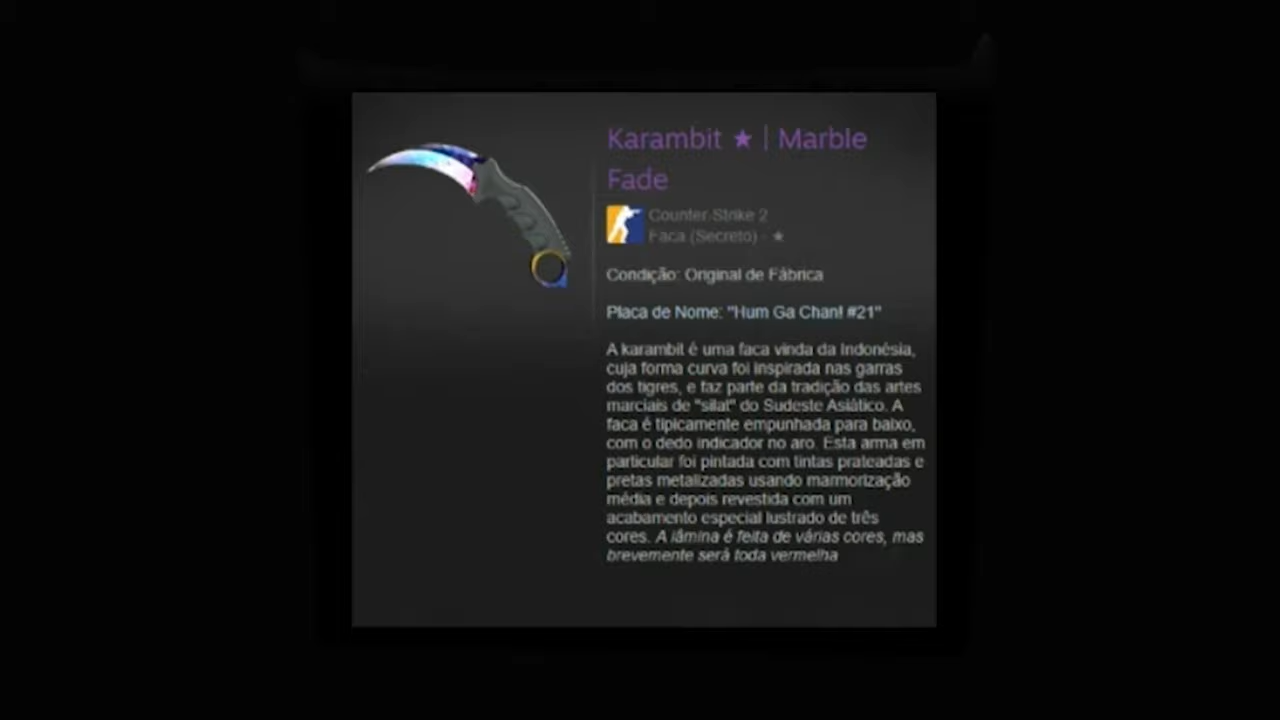 Karambit ★ | Marble
Fade
Counter-Strike 2
Faca (Secreto) - ★
Condição: Original de Fábrica
Placa de Nome: "Hum Ga Chan! #21"
A karambit é uma faca vinda da Indonésia,
cuja forma curva foi inspirada nas garras
dos tigres, e faz parte da tradição das artes
marciais de "silat" do Sudeste Asiático. A
faca é tipicamente empunhada para baixo,
com o dedo indicador no aro. Esta arma em
particular foi pintada com tintas prateadas e
pretas metalizadas usando marmorização
média e depois revestida com um
acabamento especial lustrado de três
cores. A lâmina é feita de várias cores, mas
brevemente será toda vermelha